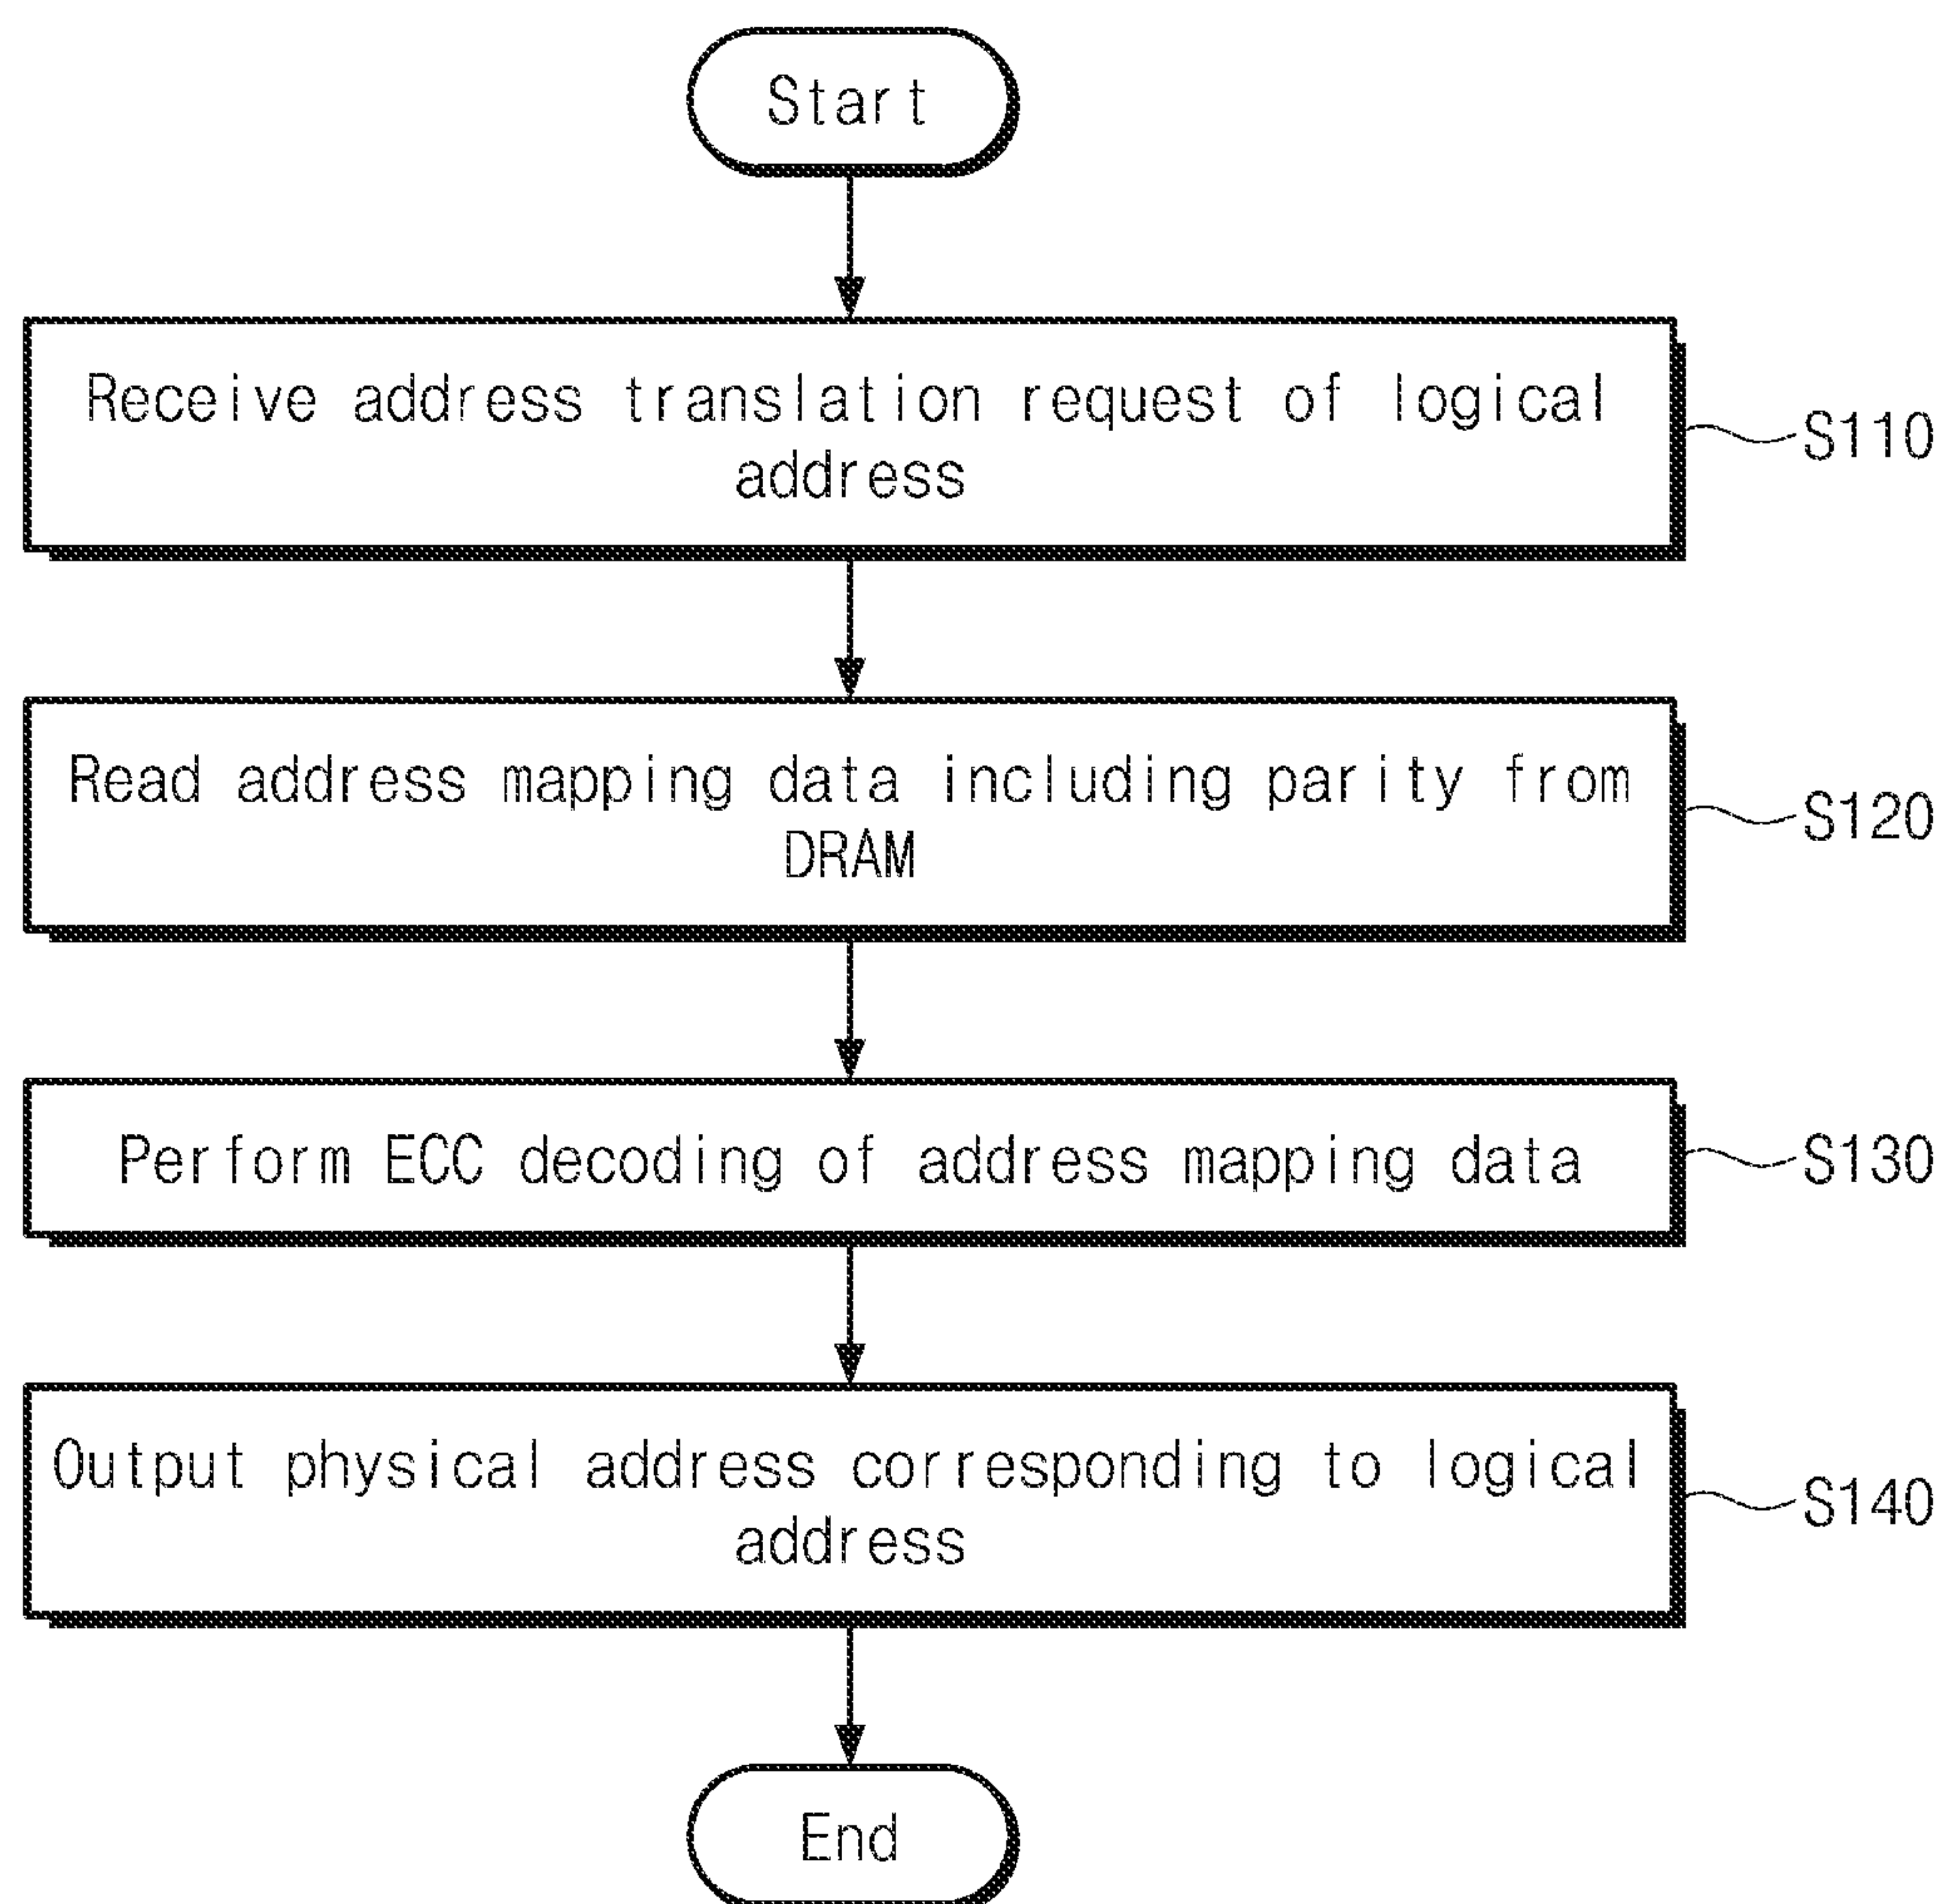 Start
Receive address translation request of logical
address
S110
Read address mapping data including parity from
DRAM
S120
Perform ECC decoding of address mapping data
S130
Output physical address corresponding to logical
address
S140
End